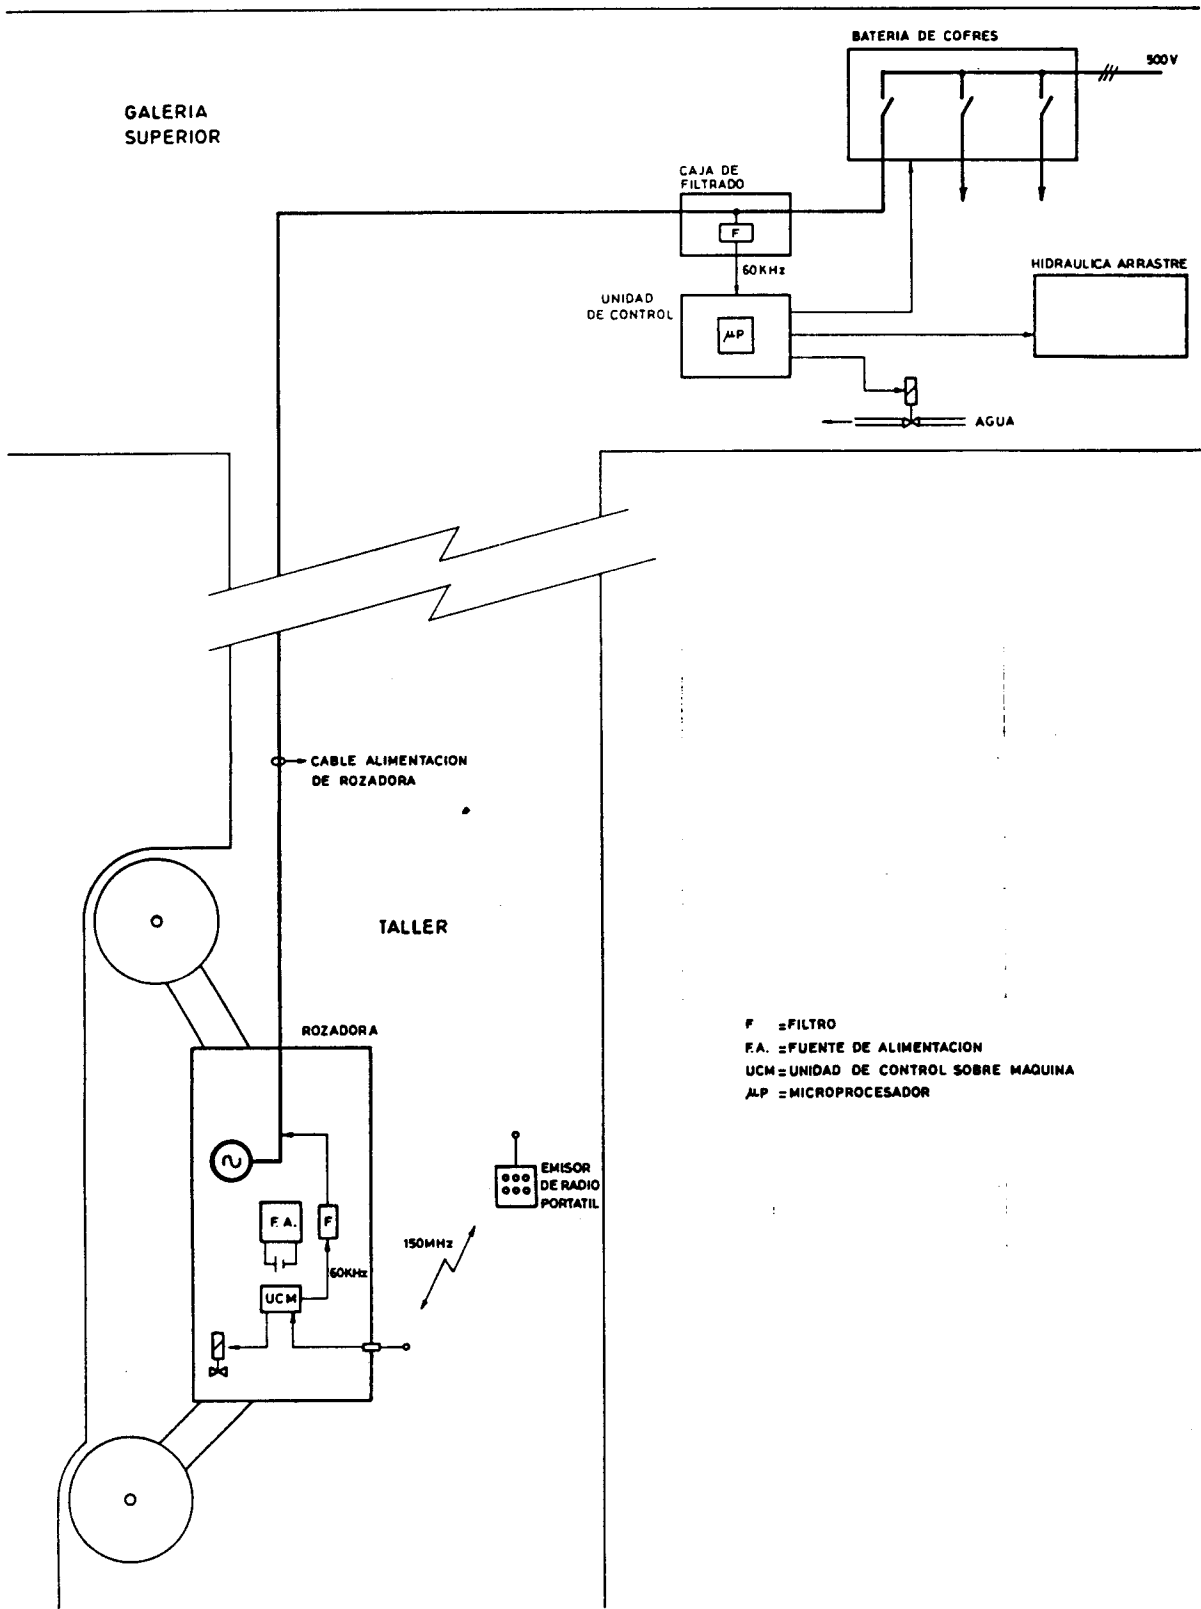 BATERIA DE COFRES
500V
GALERIA
SUPERIOR
CAJA DE
FILTRADO
F
60KHz
HIDRAULICA ARRASTRE
UNIDAD
DE CONTROL
µP
AGUA
CABLE ALIMENTACION
DE ROZADORA
TALLER
ROZADORA
F = FILTRO
F.A. = FUENTE DE ALIMENTACION
UCM = UNIDAD DE CONTROL SOBRE MAQUINA
µP = MICROPROCESADOR
EMISOR
DE RADIO
PORTATIL
F.A.
F
150MHz
60KHz
UCM